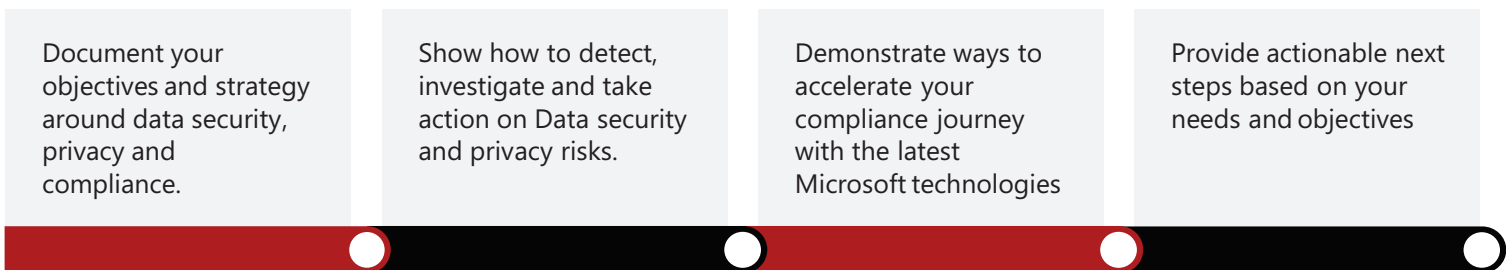 Document your
objectives and strategy
around data security,
privacy and
compliance.
Show how to detect,
investigate and take
action on Data security
and privacy risks.
Demonstrate ways to
accelerate your
compliance journey
with the latest
Microsoft technologies
Provide actionable next
steps based on your
needs and objectives